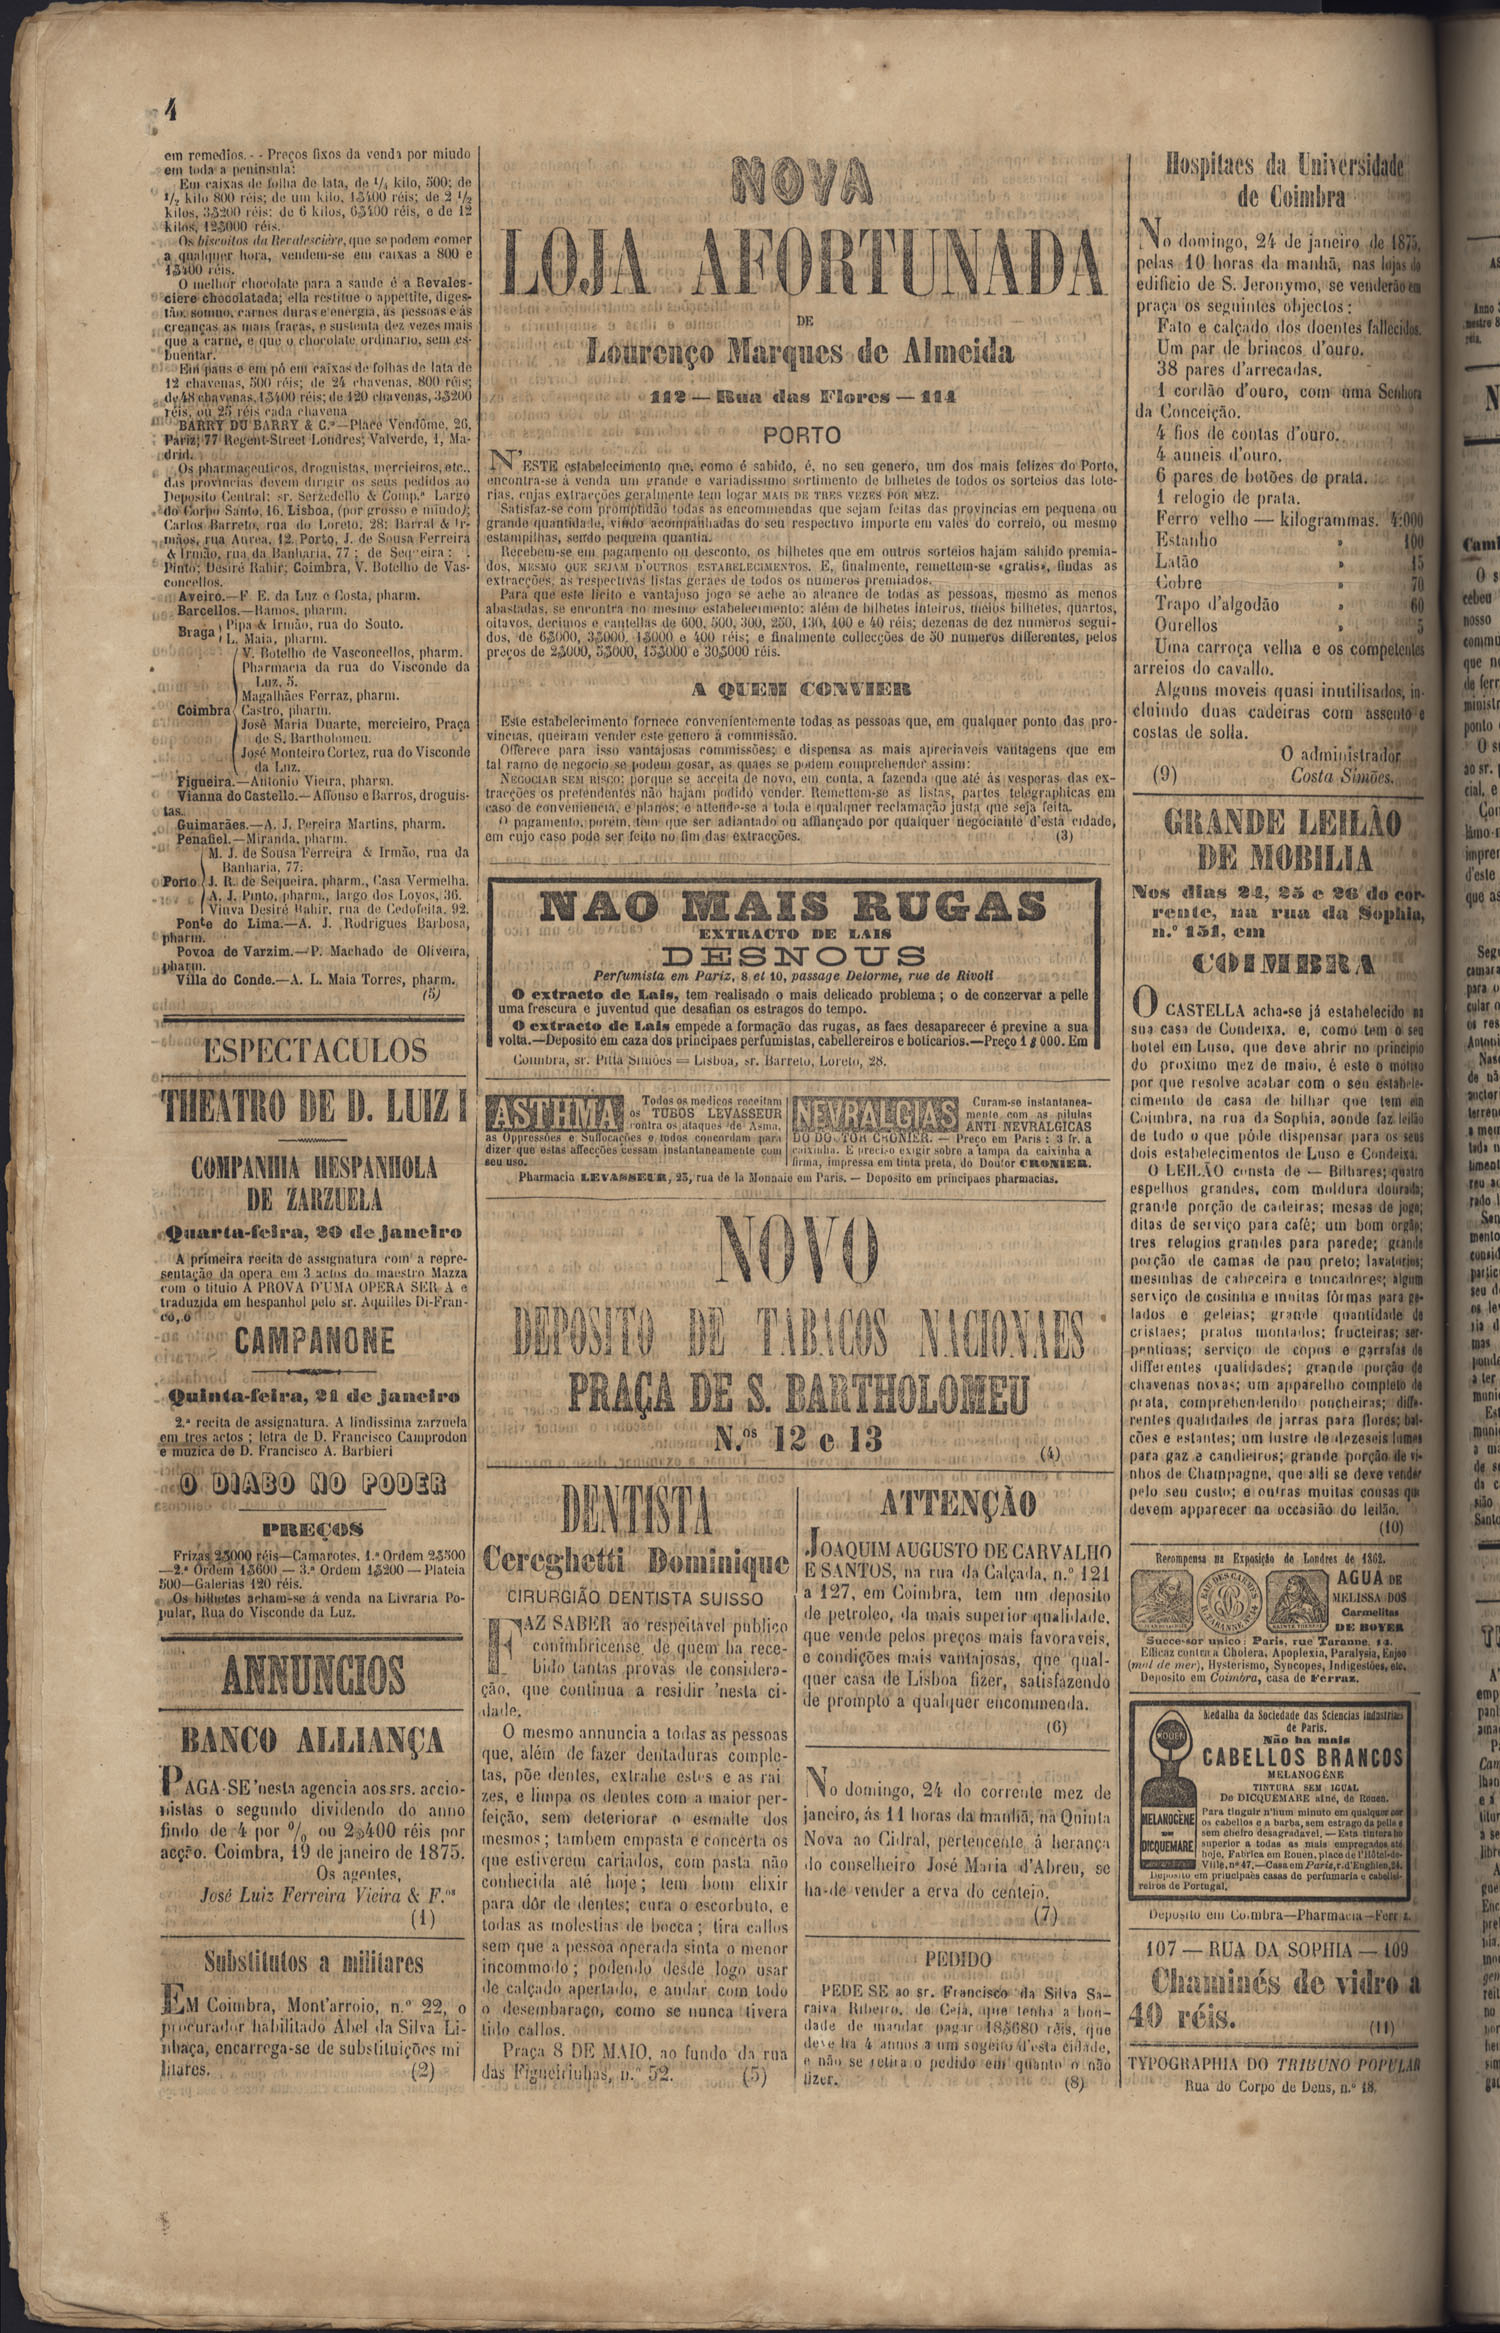 4
em remedios.-- Preços fixos da venda por miudo
em toda a peninsula:
Em caixas de folha de lata, de 1/4 kilo, 500; de
1/2 kilo 800 réis; de um kilo, 1$400 réis; de 2 1/2
kilos, 3$200 réis; de 6 kilos, 6$400 réis, e de 12
kilos, 12$000 réis.
Os biscoitos da Revalescière, que se podem comer
a qualquer hora, vendem-se em caixas a 800 e
1$400 réis.
O melhor chocolate para a saude é a Revales-
cière chocolatada; ella restitue o appetite, diges-
tão, somno, carnes duras e energia, ás pessoas e ás
creanças as mais fracas, e sustenta dez vezes mais
que a carne, e que o chocolate ordinario, sem es-
quentar.
Em paus e em pó em caixas de folhas de lata de
12 chavenas, 500 réis; de 24 chavenas, 800 réis;
de 48 chavenas, 1$400 réis; de 120 chavenas, 3$200
réis, ou 25 réis cada chavena
BARRY DU BARRY & C.ª—Place Vendôme, 26,
Pariz; 77 Regent-Street Londres; Valverde, 1, Ma-
drid.
Os pharmaceuticos, droguistas, mercieiros, etc.,
das provincias devem dirigir os seus pedidos ao
Deposito Central; sr. Serzedello & Comp.ª Largo
do Corpo Santo, 16, Lisboa, (por grosso e miudo);
Carlos Barreto, rua do Loreto, 28; Barral & Ir-
mãos, rua Aurea, 12. Porto, J. de Sousa Ferreira
& Irmão, rua da Banharia, 77; de Sequeira;
Pinto; Desiré Rahir; Coimbra, V. Botelho de Vas-
concellos.
Aveiro.—F. E. da Luz e Costa, pharm.
Barcellos.—Ramos, pharm.
Braga Pipa & Irmão, rua do Souto.
L. Maia, pharm.
V. Botelho de Vasconcellos, pharm.
Pharmacia da rua do Visconde da
Luz, 5.
Magalhães Ferraz, pharm.
Coimbra Castro, pharm.
José Maria Duarte, mercieiro, Praça
de S. Bartholomeu.
José Monteiro Cortez, rua do Visconde
da Luz.
Figueira.—Antonio Vieira, pharm.
Vianna do Castello.—Affonso e Barros, droguis-
tas.
Guimarães.—A. J. Pereira Martins, pharm.
Penafiel.—Miranda, pharm.
M. J. de Sousa Ferreira & Irmão, rua da
Banharia, 77;
Porto J. R. de Sequeira, pharm., Casa Vermelha.
A. J. Pinto, pharm., largo dos Loyos, 36.
Viuva Desiré Rahir, rua de Cedofeita, 92.
Ponte do Lima.—A. J. Rodrigues Barbosa,
pharm.
Povoa de Varzim.—P. Machado de Oliveira,
pharm.
Villa do Conde.—A. L. Maia Torres, pharm.
(5)
ESPECTACULOS
THEATRO DE D. LUIZ I
COMPANHIA HESPANHOLA
DE ZARZUELA
Quarta-feira, 20 de janeiro
A primeira recita de assignatura com a repre-
sentação da opera em 3 actos do maestro Mazza
com o titulo A PROVA D'UMA OPERA SERIA e
traduzida em hespanhol pelo sr. Aquilles Di-Fran-
co, o
CAMPANONE
Quinta-feira, 21 de janeiro
2.ª recita de assignatura. A lindissima zarzuela
em tres actos; letra de D. Francisco Camprodon
e muzica de D. Francisco A. Barbieri
O DIABO NO PODER
PREÇOS
Frizas 2$000 réis—Camarotes, 1.ª Ordem 2$500
—2.ª Ordem 1$600 — 3.ª Ordem 1$200 — Plateia
500—Galerias 120 réis.
Os bilhetes acham-se á venda na Livraria Po-
pular, Rua do Visconde da Luz.
ANNUNCIOS
BANCO ALLIANÇA
PAGA-SE 'nesta agencia aos srs. accio-
nistas o segundo dividendo do anno
findo de 4 por % ou 2$400 réis por
acção. Coimbra, 19 de janeiro de 1875.
Os agentes,
José Luiz Ferreira Vieira & F.os
(1)
Substitutos a militares
EM Coimbra, Mont'arroio, n.º 22, o
procurador habilitado Abel da Silva Li-
nhaça, encarrega-se de substituições mi
litares. (2)
NOVA
LOJA AFORTUNADA
DE
Lourenço Marques de Almeida
112 — Rua das Flores — 114
PORTO
N'ESTE estabelecimento que, como é sabido, é, no seu genero, um dos mais felizes do Porto,
encontra-se á venda um grande e variadissimo sortimento de bilhetes de todos os sorteios das lote-
rias, cujas extracções geralmente tem logar MAIS DE TRES VEZES POR MEZ.
Satisfaz-se com promptidão todas as encommendas que sejam feitas das provincias em pequena ou
grande quantidade, vindo acompanhadas do seu respectivo importe em vales do correio, ou mesmo
estampilhas, sendo pequena quantia.
Recebem-se em pagamento ou desconto, os bilhetes que em outros sorteios hajam sahido premia-
dos, MESMO QUE SEJAM D'OUTROS ESTABELECIMENTOS. E, finalmente, remettem-se «gratis», findas as
extracções, as respectivas listas geraes de todos os numeros premiados.
Para que este licito e vantajoso jogo se ache ao alcance de todas as pessoas, mesmo as menos
abastadas, se encontra no mesmo estabelecimento: além de bilhetes inteiros, meios bilhetes, quartos,
oitavos, decimos e cautellas de 600, 500, 300, 250, 130, 100 e 40 réis; dezenas de dez numeros segui-
dos, de 6$000, 3$000, 1$000 e 400 réis; e finalmente collecções de 50 numeros differentes, pelos
preços de 2$000, 5$000, 15$000 e 30$000 réis.
A QUEM CONVIER
Este estabelecimento fornece convenientemente todas as pessoas que, em qualquer ponto das pro-
vincias, queiram vender este genero á commissão.
Offerece para isso vantajosas commissões; e dispensa as mais apreciaveis vantagens que em
tal ramo de negocio se podem gosar, as quaes se podem comprehender assim:
NEGOCIAR SEM RISCO; porque se acceita de novo, em conta, a fazenda que até ás vesperas das ex-
tracções os pretendentes não hajam podido vender. Remettem-se as listas, partes telegraphicas em
caso de conveniencia, e planos; e attende-se a toda e qualquer reclamação justa que seja feita.
O pagamento, porém, tem que ser adiantado ou affiançado por qualquer negociante d'esta cidade,
em cujo caso pode ser feito no fim das extracções. (3)
NAO MAIS RUGAS
EXTRACTO DE LAIS
DESNOUS
Perfumista em Pariz, 8 et 10, passage Delorme, rue de Rivoli
O extracto de Lais, tem realisado o mais delicado problema; o de conzervar a pelle
uma frescura e juventud que desafian os estragos do tempo.
O extracto de Lais empede a formação das rugas, as faes desaparecer é previne a sua
volta.—Deposito em caza dos principaes perfumistas, cabellereiros e boticarios.—Preço 1$000. Em
Coimbra, sr. Pitta Simões = Lisboa, sr. Barreto, Loreto, 28.
ASTHMA Todos os medicos receitam
os TUBOS LEVASSEUR
contra os ataques de Asma,
as Oppressões e Suffocações e todos concordam para
dizer que estas affecções cessam instantaneamente com
seu uso.
NEVRALGIAS Curam-se instantanea-
mente com as pilulas
ANTI NEVRALGICAS
DO DOUTOR CRONIER. — Preço em Paris: 3 fr. a
caixinha. E preciso exigir sobre a tampa da caixinha a
firma, impressa em tinta preta, do Doutor CRONIER.
Pharmacia LEVASSEUR, 23, rua de la Monnaie em Paris. — Deposito em principaes pharmacias.
NOVO
DEPOSITO DE TABACOS NACIONAES
PRAÇA DE S. BARTHOLOMEU
N.os 12 e 13
(4)
DENTISTA
Cereghetti Dominique
CIRURGIÃO DENTISTA SUISSO
FAZ SABER ao respeitavel publico
conimbricense, de quem ha rece-
bido tantas provas de considera-
ção, que continua a residir 'nesta ci-
dade.
O mesmo annuncia a todas as pessoas
que, além de fazer dentaduras comple-
tas, põe dentes, extrahe estes e as rai
zes, e limpa os dentes com a maior per-
feição, sem deteriorar o esmalte dos
mesmos; tambem empasta e concerta os
que estiverem cariados, com pasta não
conhecida até hoje; tem bom elixir
para dôr de dentes; cura o escorbuto, e
todas as molestias de bocca; tira callos
sem que a pessoa operada sinta o menor
incommodo; podendo desde logo usar
de calçado apertado, e andar com todo
o desembaraço, como se nunca tivera
tido callos.
Praça 8 DE MAIO, ao fundo da rua
das Figueirinhas, n.º 52. (5)
ATTENÇÃO
JOAQUIM AUGUSTO DE CARVALHO
E SANTOS, na rua da Calçada, n.º 121
a 127, em Coimbra, tem um deposito
de petroleo, da mais superior qualidade,
que vende pelos preços mais favoraveis,
e condições mais vantajosas, que qual-
quer casa de Lisboa fizer, satisfazendo
de prompto a qualquer encommenda.
(6)
No domingo, 24 do corrente mez de
janeiro, ás 11 horas da manhã, na Quinta
Nova ao Cidral, pertencente á herança
do conselheiro José Maria d'Abreu, se
ha-de vender a erva do centeio.
(7)
PEDIDO
PEDE SE ao sr. Francisco da Silva Sa-
raiva Ribeiro, de Ceia, que tenha a bon-
dade de mandar pagar 18$680 réis, que
deve ha 4 annos a um sogeito d'esta cidade,
e não se retira o pedido em quanto o não
fizer. (8)
Hospitaes da Universidade
de Coimbra
No domingo, 24 de janeiro de 1875,
pelas 10 horas da manhã, nas lojas do
edificio de S. Jeronymo, se venderão em
praça os seguintes objectos:
Fato e calçado dos doentes fallecidos.
Um par de brincos d'ouro.
38 pares d'arrecadas.
1 cordão d'ouro, com uma Senhora
da Conceição.
4 fios de contas d'ouro.
4 anneis d'ouro.
6 pares de botões de prata.
1 relogio de prata.
Ferro velho — kilogrammas. 4:000
Estanho » 100
Latão » 15
Cobre » 70
Trapo d'algodão » 60
Ourellos » 5
Uma carroça velha e os competentes
arreios do cavallo.
Alguns moveis quasi inutilisados, in-
cluindo duas cadeiras com assento e
costas de solla.
O administrador
(9) Costa Simões.
GRANDE LEILÃO
DE MOBILIA
Nos dias 24, 25 e 26 do cor-
rente, na rua da Sophia,
n.º 151, em
COIMBRA
O CASTELLA acha-se já estabelecido na
sua casa de Condeixa, e, como tem o seu
hotel em Luso, que deve abrir no principio
do proximo mez de maio, é este o motivo
por que resolve acabar com o seu estabele-
cimento de casa de bilhar que tem em
Coimbra, na rua da Sophia, aonde faz leilão
de tudo o que póde dispensar para os seus
dois estabelecimentos de Luso e Condeixa.
O LEILÃO consta de — Bilhares; quatro
espelhos grandes, com moldura dourada;
grande porção de cadeiras; mesas de jogo;
ditas de serviço para café; um bom orgão;
tres relogios grandes para parede; grande
porção de camas de pau preto; lavatorios;
mesinhas de cabeceira e toucadores; algum
serviço de cosinha e muitas fôrmas para ge-
lados e geleias; grande quantidade de
cristaes; pratos montados; fructeiras; ser-
pentinas; serviço de copos e garrafas de
differentes qualidades; grande porção de
chavenas novas; um apparelho completo de
prata, comprehendendo poncheiras; diffe-
rentes qualidades de jarras para flores; bal-
cões e estantes; um lustre de dezeseis lumes
para gaz e candieiros; grande porção de vi-
nhos de Champagne, que alli se deve vender
pelo seu custo; e outras muitas cousas que
devem apparecer na occasião do leilão.
(10)
Recompensa na Exposição de Londres de 1862.
AGUA DE
MELISSA DOS
Carmelitas
DE BOYER
Successor unico: Paris, rue Taranne, 14.
Efficaz contra a Cholera, Apoplexia, Paralysia, Enjoo
(mal de mer), Hysterismo, Syncopes, Indigestões, etc.
Deposito em Coimbra, casa de Ferraz.
Medalha da Sociedade das Sciencias industriaes
de Paris.
Não ha mais
CABELLOS BRANCOS
MELANOGÈNE
TINTURA SEM IGUAL
De DICQUEMARE aîné, de Rouen.
MELANOGÈNE
DE
DICQUEMARE
Para tinguir n'hum minuto em qualquer cor
os cabellos e a barba, sem estrago da pelle e
sem cheiro desagradavel.—Esta tintura he
superior a todas as mais empregadas até
hoje. Fabrica em Rouen, place de l'Hôtel-de-
Ville, nº 47.—Casa em Paris, r. d'Enghien, 24.
Deposito em principaes casas de perfumaria e cabellei-
reiros de Portugal.
Deposito em Coimbra—Pharmacia—Ferraz.
107 — RUA DA SOPHIA — 109
Chaminés de vidro a
40 réis. (11)
TYPOGRAPHIA DO TRIBUNO POPULAR
Rua do Corpo de Deus, n.º 18.